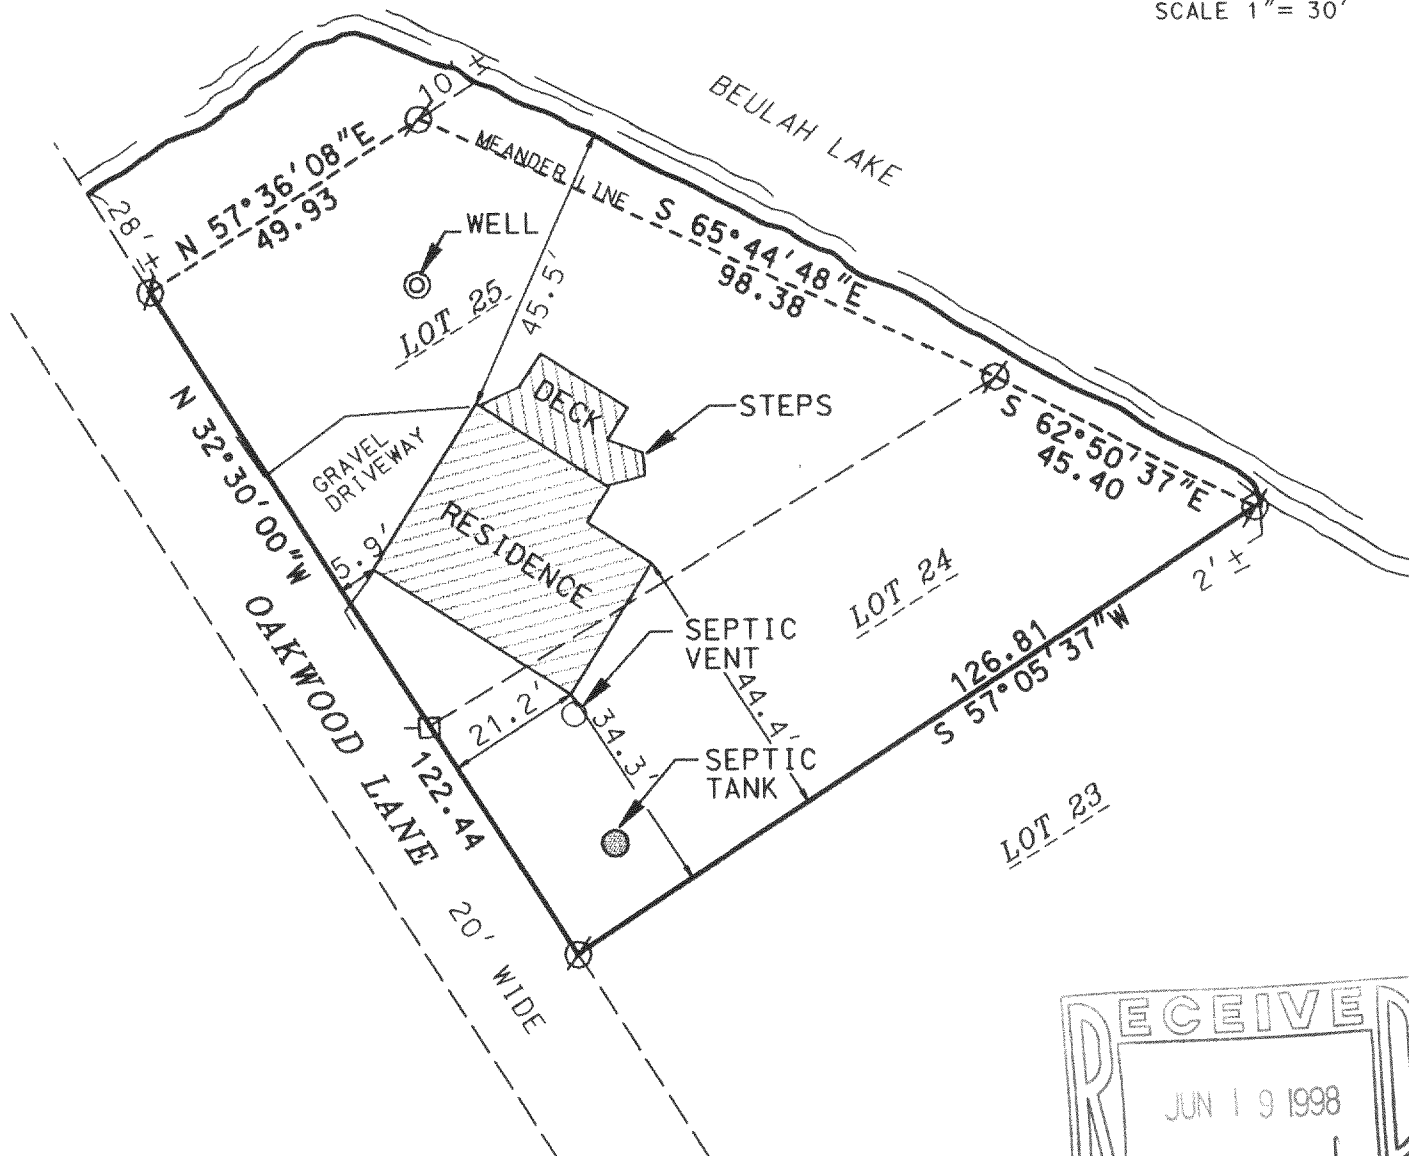 SCALE 1"= 30'
BEULAH LAKE
10 ±
MEANDER LINE
28' ±
N 57°36'08"E
49.93
WELL
S 65°44'48"E
98.38
LOT 25
45.5'
DECK
STEPS
S 62°50'37"E
45.40
N 32°30'00"W
122.44
GRAVEL
DRIVEWAY
RESIDENCE
5.9'
LOT 24
2' ±
OAKWOOD LANE
20' WIDE
SEPTIC
VENT
21.2'
34.3'
44.4'
126.81
S 57°05'37"W
SEPTIC
TANK
LOT 23
RECEIVED
JUN 19 1998